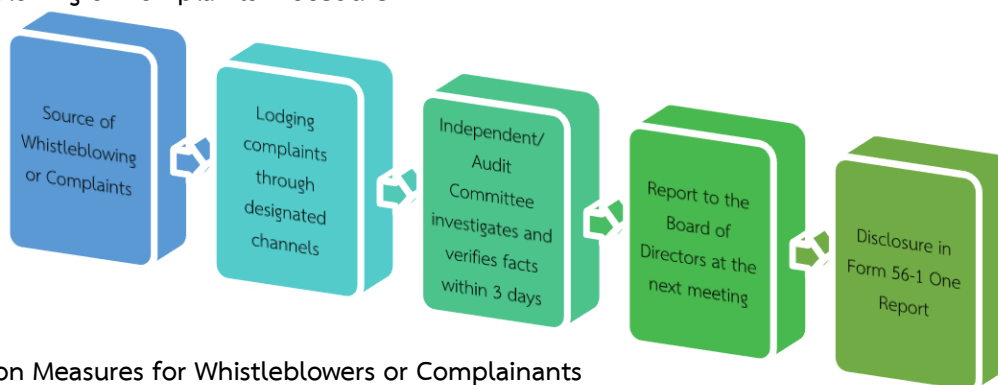 Source of
Whistleblowing
or Complaints
Lodging
complaints
through
designated
channels
Independent/
Audit
Committee
investigates and
verifies facts
within 3 days
Report to the
Board of
Directors at the
next meeting
Disclosure in
Form 56-1 One
Report
on Measures for Whistleblowers or Complainants